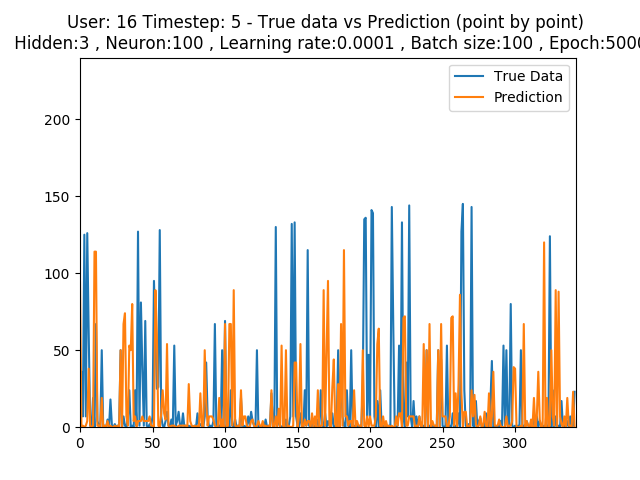 User: 16 Timestep: 5 - True data vs Prediction (point by point)
Hidden:3 , Neuron:100 , Learning rate:0.0001 , Batch size:100 , Epoch:5000
True Data
Prediction
200
150
100
50
0
0 50 100 150 200 250 300